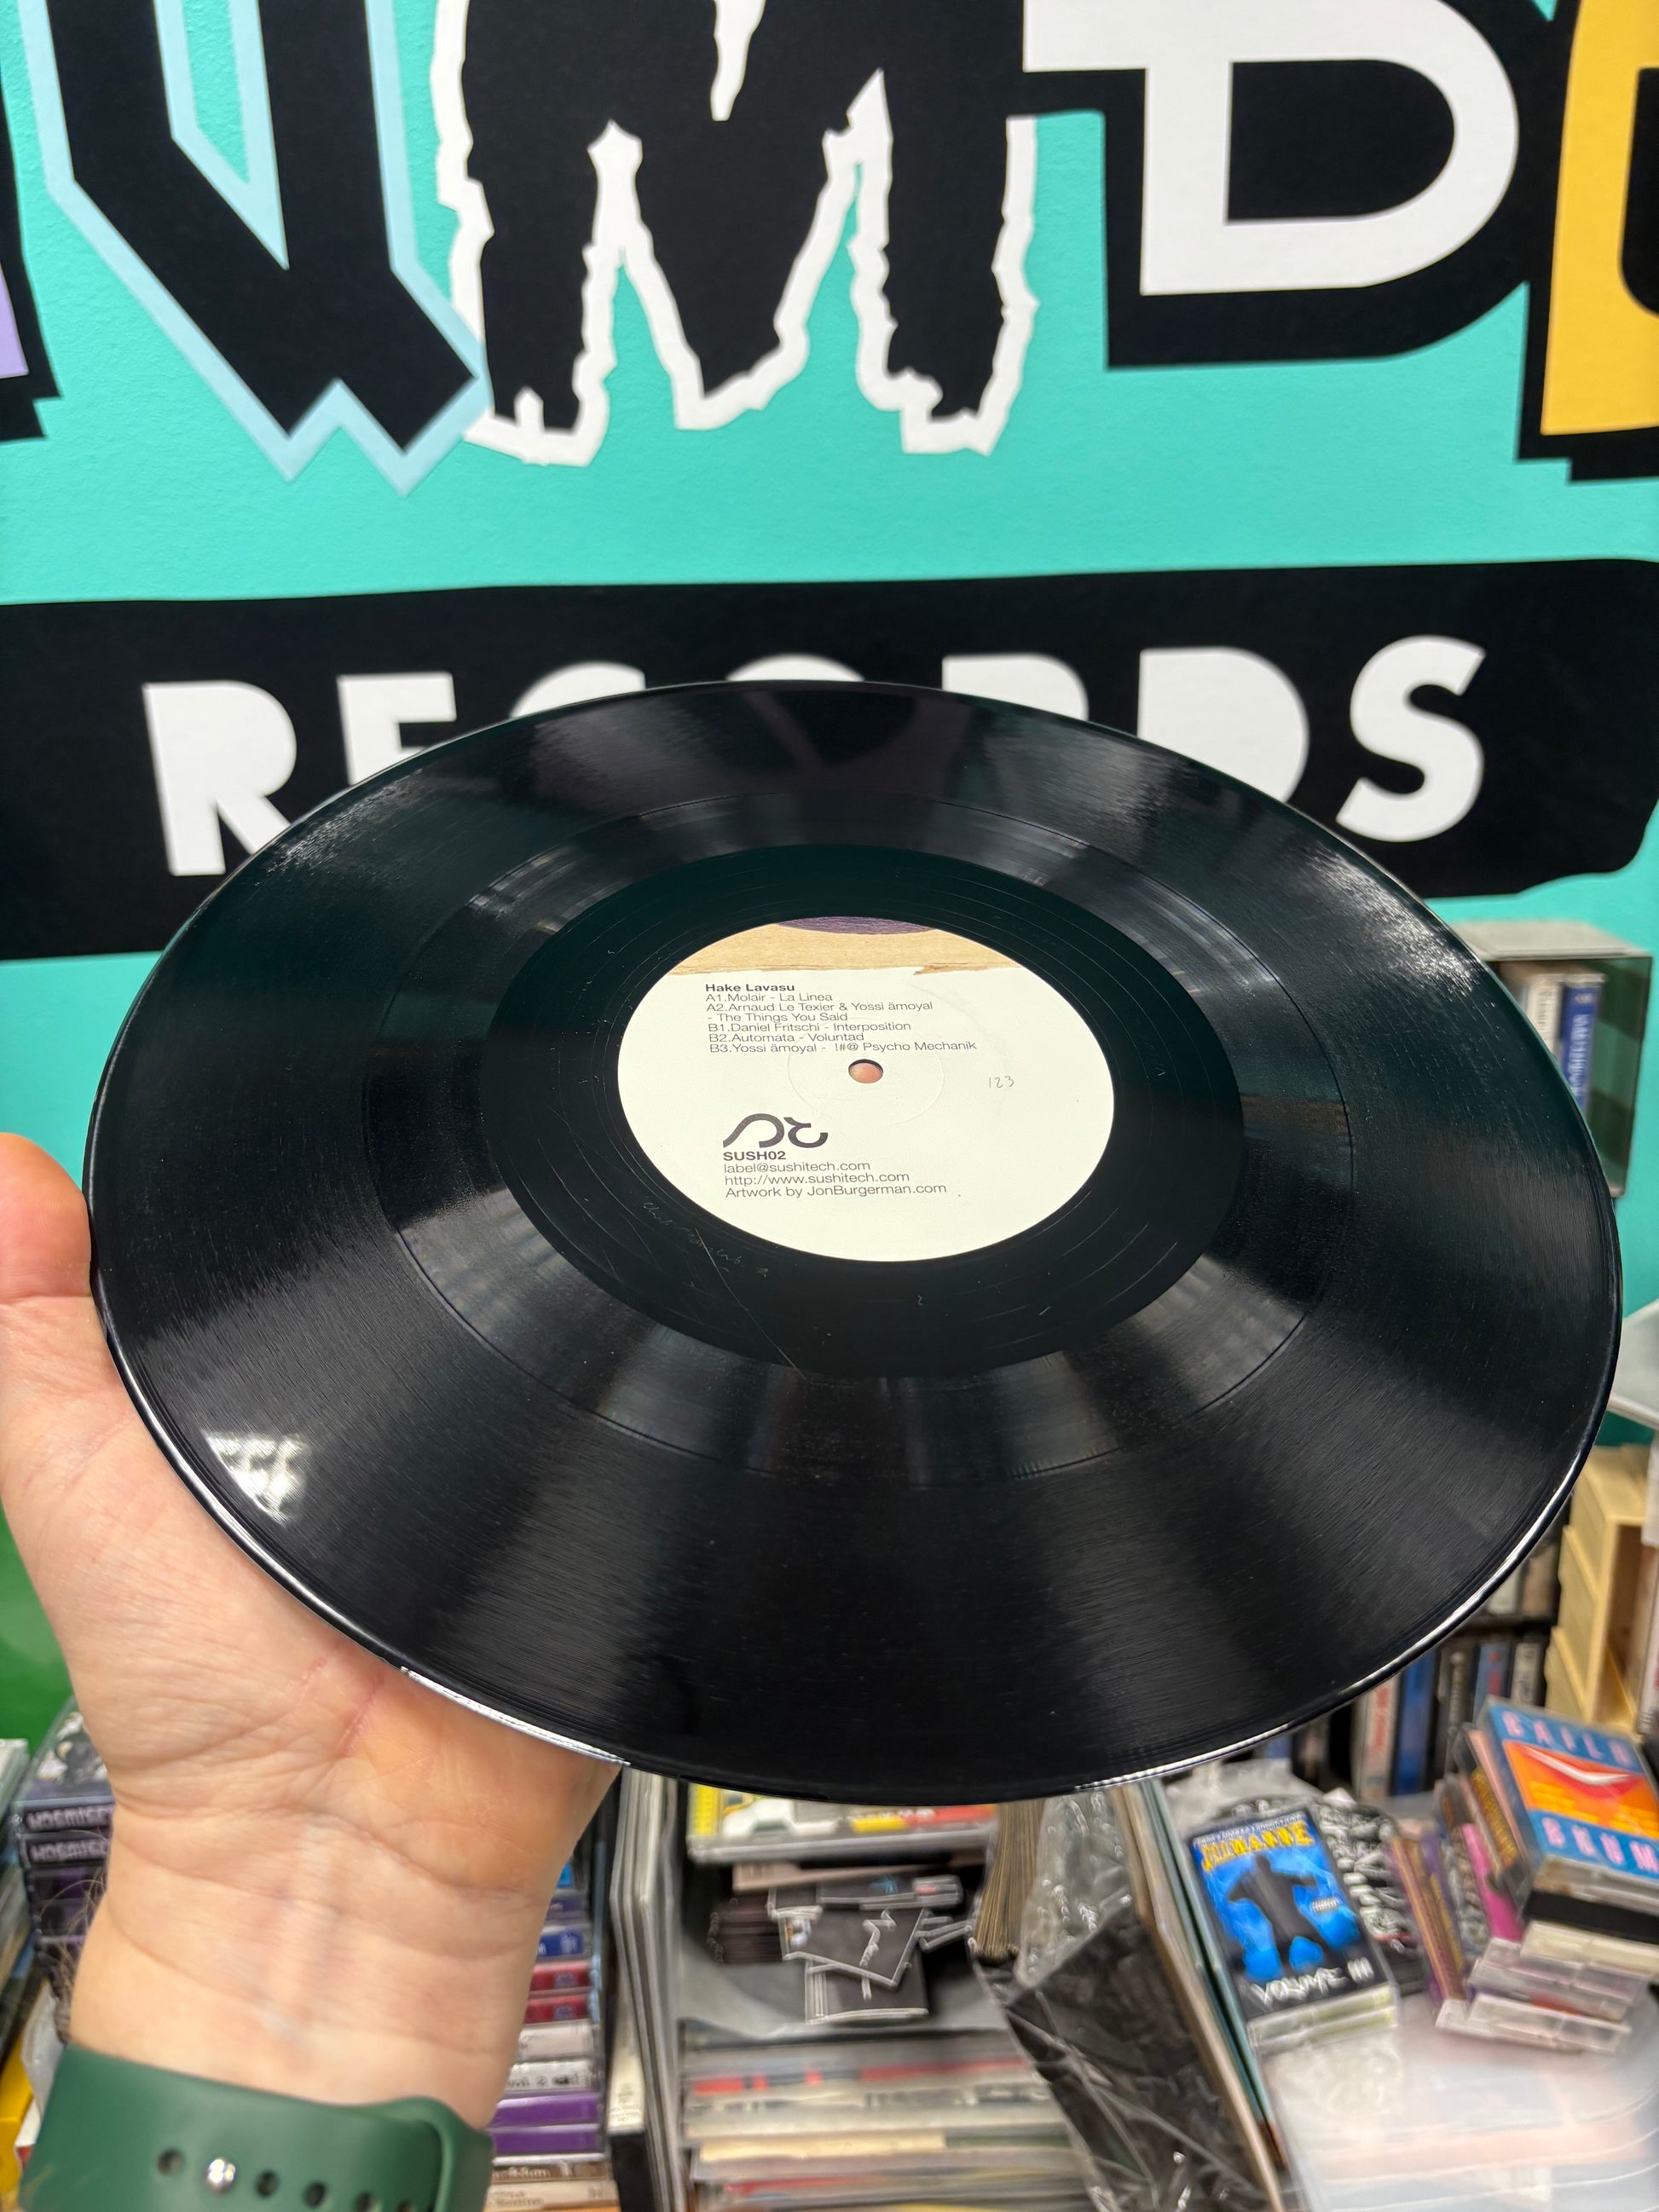 RECORDS
Hake Lavasu
A1.Molair - La Linea
A2.Arnaud Le Texier & Yossi ämoyal
- The Things You Said
B1.Daniel Fritschi - Interposition
B2.Automata - Voluntad
B3.Yossi ämoyal - !#@ Psycho Mechanik
123
SUSH02
label@sushitech.com
http://www.sushitech.com
Artwork by JonBurgerman.com
VOLUME III